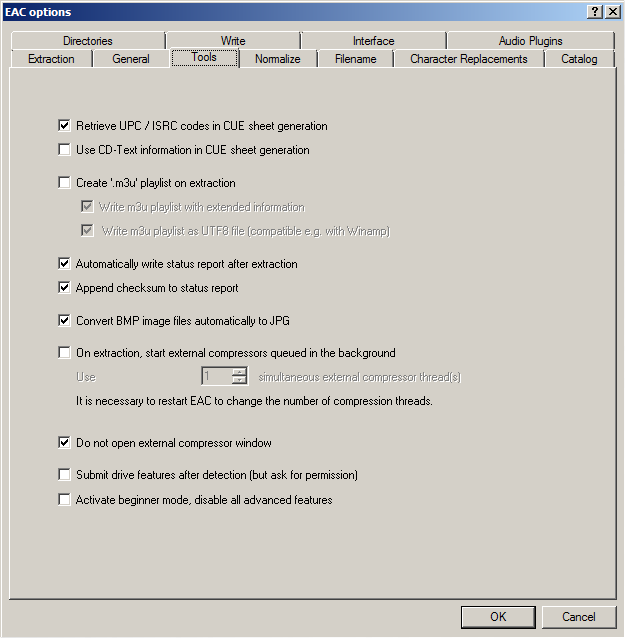 EAC options
Directories Write Interface Audio Plugins
Extraction General Tools Normalize Filename Character Replacements Catalog
Retrieve UPC / ISRC codes in CUE sheet generation
Use CD-Text information in CUE sheet generation
Create '.m3u' playlist on extraction
Write m3u playlist with extended information
Write m3u playlist as UTF8 file (compatible e.g. with Winamp)
Automatically write status report after extraction
Append checksum to status report
Convert BMP image files automatically to JPG
On extraction, start external compressors queued in the background
Use 1 simultaneous external compressor thread(s)
It is necessary to restart EAC to change the number of compression threads.
Do not open external compressor window
Submit drive features after detection (but ask for permission)
Activate beginner mode, disable all advanced features
OK Cancel